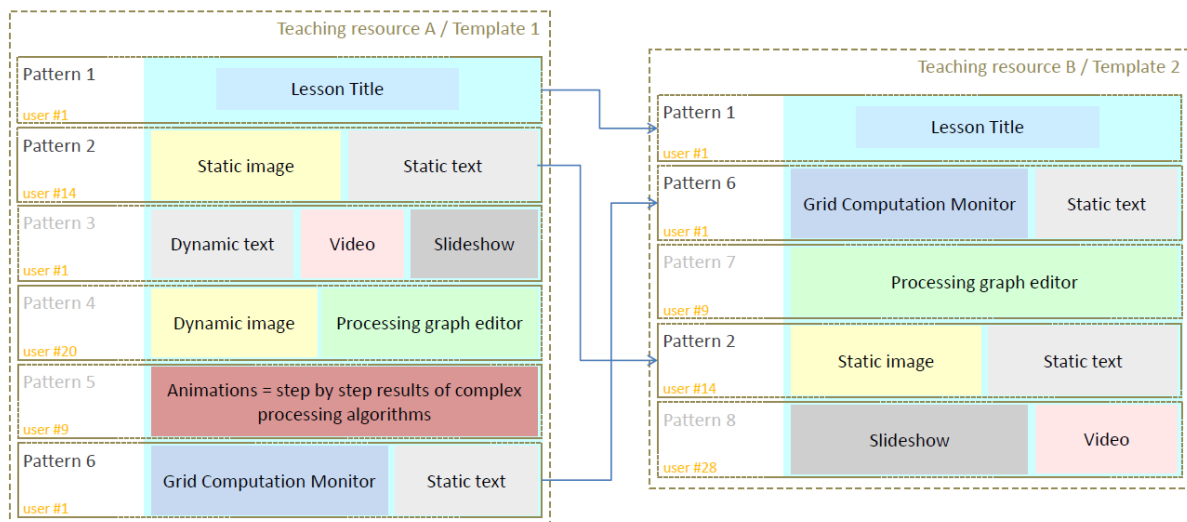 Teaching resource A / Template 1
Pattern 1
Lesson Title
user #1
Pattern 2
Static image
Static text
user #14
Pattern 3
Dynamic text
Video
Slideshow
user #1
Pattern 4
Dynamic image
Processing graph editor
user #20
Pattern 5
Animations = step by step results of complex
processing algorithms
user #9
Pattern 6
Grid Computation Monitor
Static text
user #1
Teaching resource B / Template 2
Pattern 1
Lesson Title
user #1
Pattern 6
Grid Computation Monitor
Static text
user #1
Pattern 7
Processing graph editor
user #9
Pattern 2
Static image
Static text
user #14
Pattern 8
Slideshow
Video
user #28